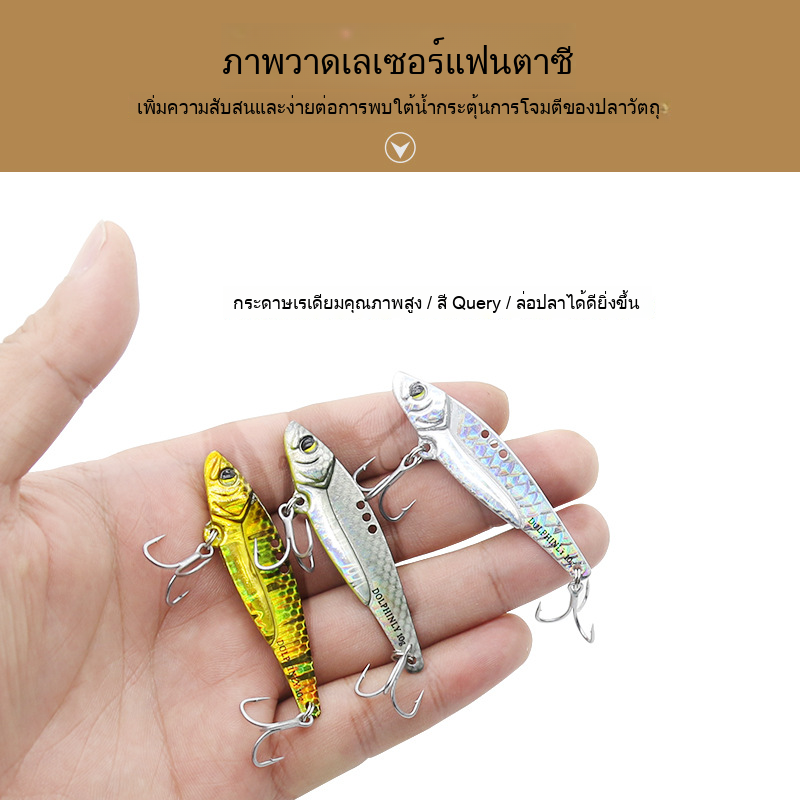 ภาพวาดเลเซอร์แฟนตาซี
เพิ่มความสับสนและง่ายต่อการพบใต้น้ำกระตุ้นการโจมตีของปลาวัตถุ
กระดาษเรเดียมคุณภาพสูง / สี Query / ล่อปลาได้ดียิ่งขึ้น
DOLPHINLY 10g
DOLPHINLY 10g
DOLPHINLY 10g